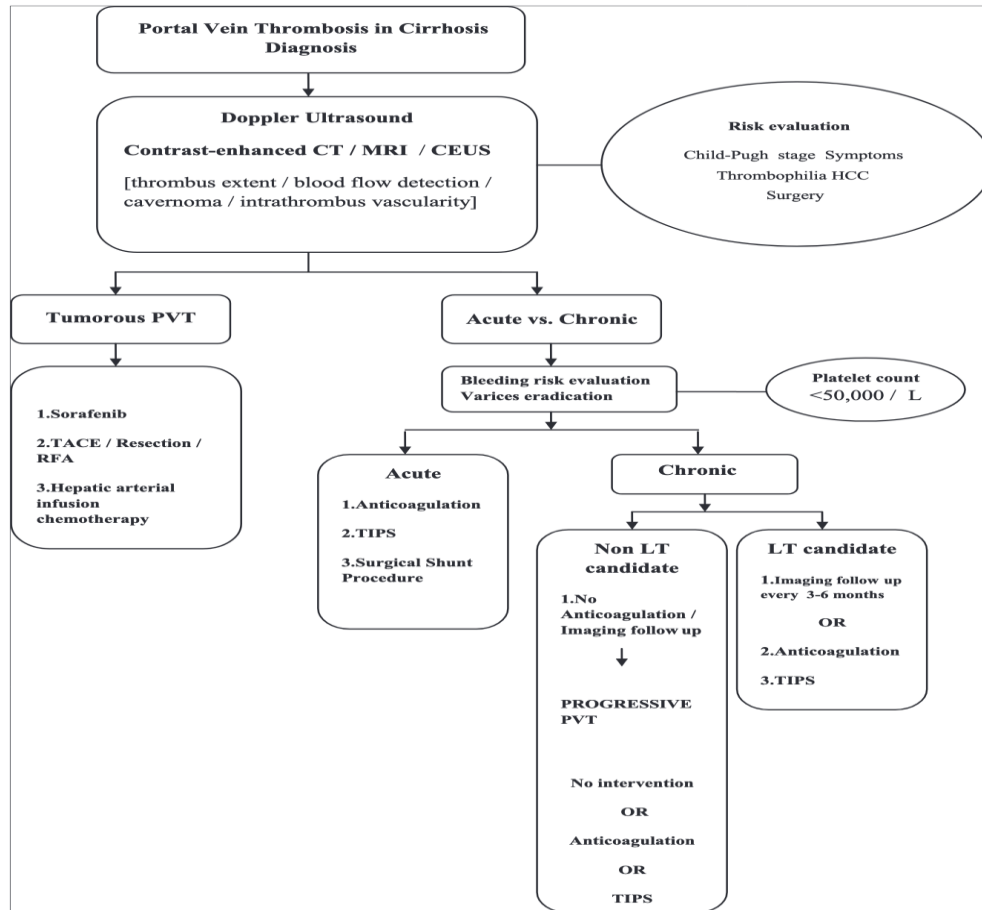 Portal Vein Thrombosis in Cirrhosis
Diagnosis
Doppler Ultrasound
Contrast-enhanced CT / MRI / CEUS
[thrombus extent / blood flow detection /
cavernoma / intrathrombus vascularity]
Risk evaluation
Child-Pugh stage Symptoms
Thrombophilia HCC
Surgery
Tumorous PVT
Acute vs. Chronic
1.Sorafenib
2.TACE / Resection /
RFA
3.Hepatic arterial
infusion
chemotherapy
Bleeding risk evaluation
Varices eradication
Platelet count
<50,000 / L
Acute
1.Anticoagulation
2.TIPS
3.Surgical Shunt
Procedure
Chronic
Non LT
candidate
1.No
Anticoagulation /
Imaging follow up
PROGRESSIVE
PVT
No intervention
OR
Anticoagulation
OR
TIPS
LT candidate
1.Imaging follow up
every 3-6 months
OR
2.Anticoagulation
3.TIPS